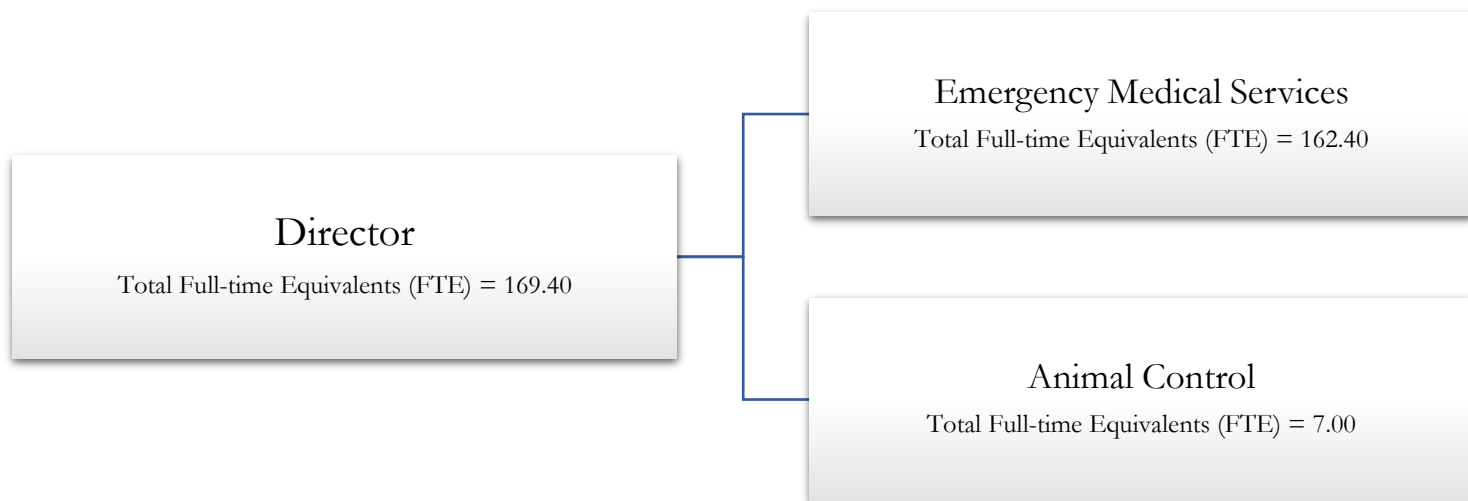 Director
Total Full-time Equivalents (FTE) = 169.40
Emergency Medical Services
Total Full-time Equivalents (FTE) = 162.40
Animal Control
Total Full-time Equivalents (FTE) = 7.00